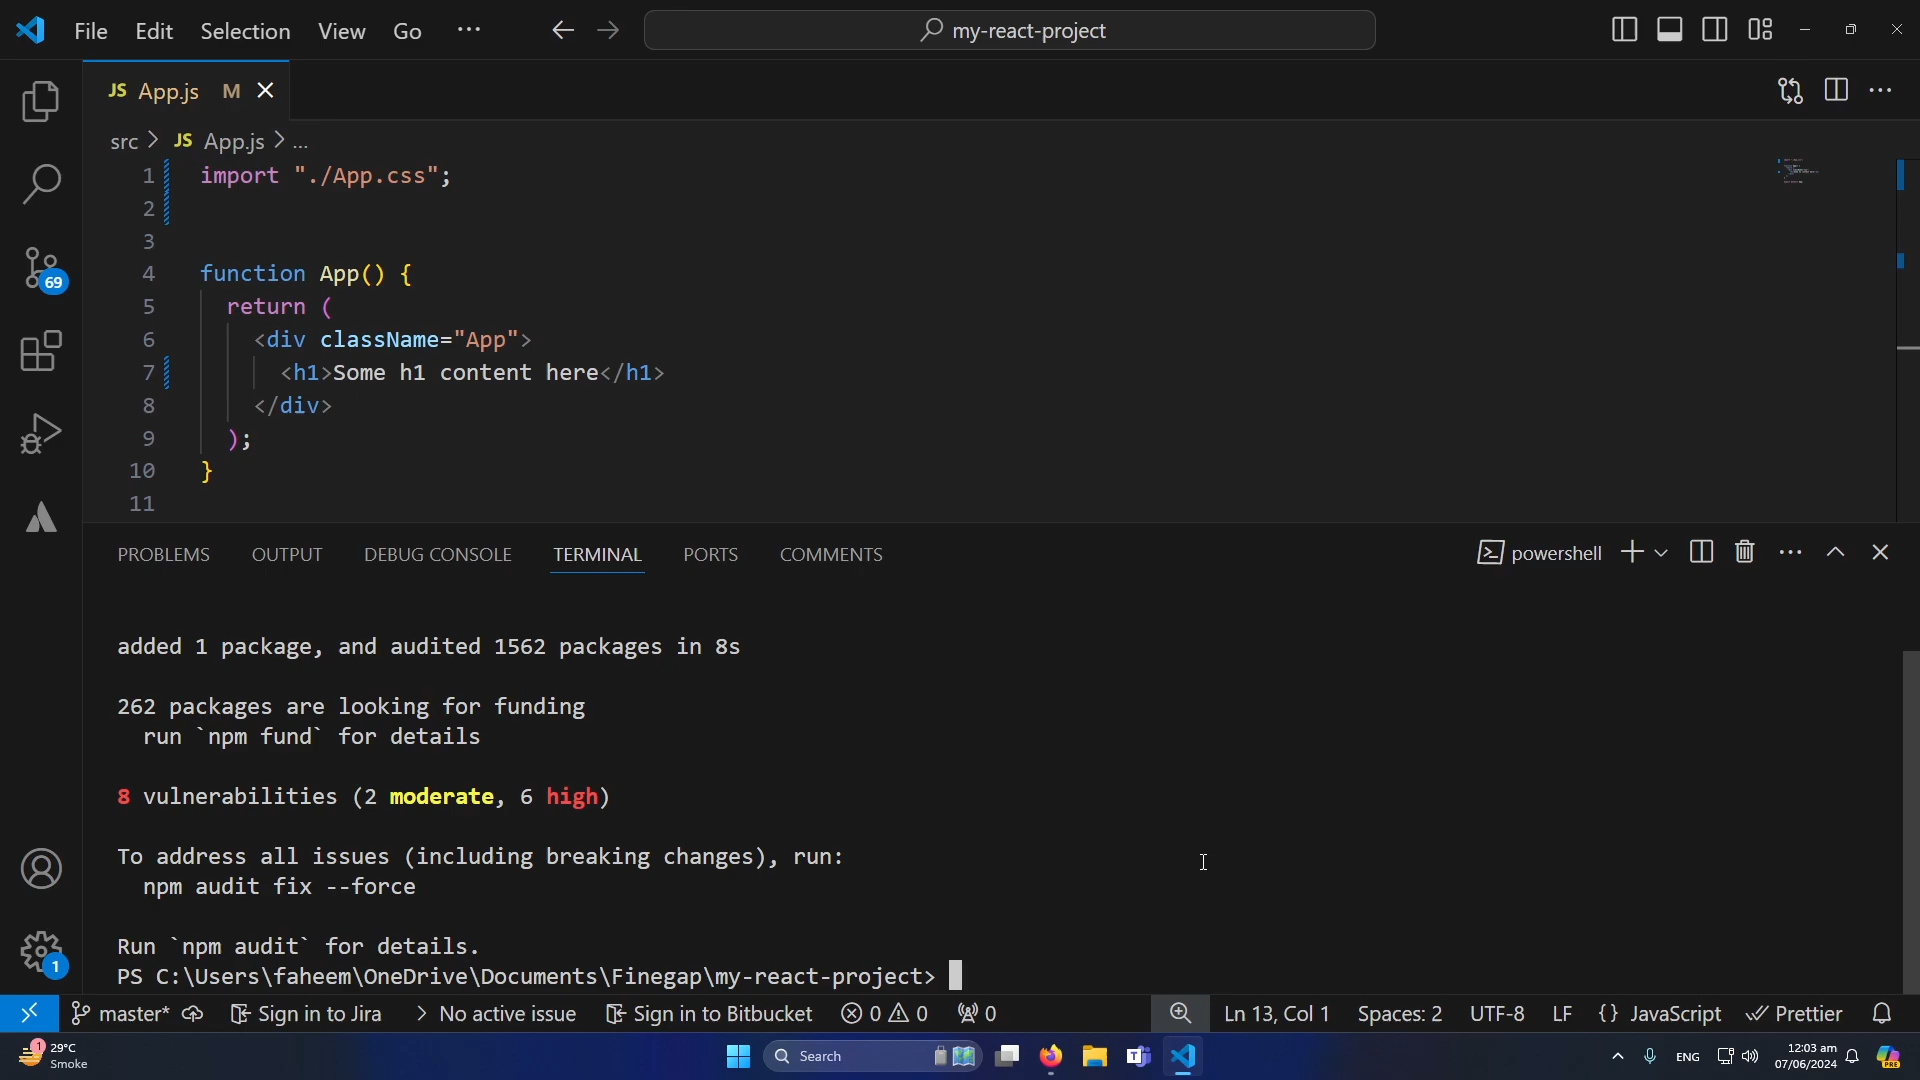 File Edit Selection View Go ···
my-react-project
JS App.js M
src > JS App.js > ...
1 import "./App.css";
2
3
4 function App() {
5 return (
6 <div className="App">
7 <h1>Some h1 content here</h1>
8 </div>
9 );
10 }
11
69
PROBLEMS OUTPUT DEBUG CONSOLE TERMINAL PORTS COMMENTS
powershell
added 1 package, and audited 1562 packages in 8s
262 packages are looking for funding
run `npm fund` for details
8 vulnerabilities (2 moderate, 6 high)
To address all issues (including breaking changes), run:
npm audit fix --force
Run `npm audit` for details.
PS C:\Users\faheem\OneDrive\Documents\Finegap\my-react-project>
1
master* Sign in to Jira > No active issue Sign in to Bitbucket 0 0 0 Ln 13, Col 1 Spaces: 2 UTF-8 LF {} JavaScript Prettier
1
29°C
Smoke
Search
ENG
12:03 am
07/06/2024
PRE